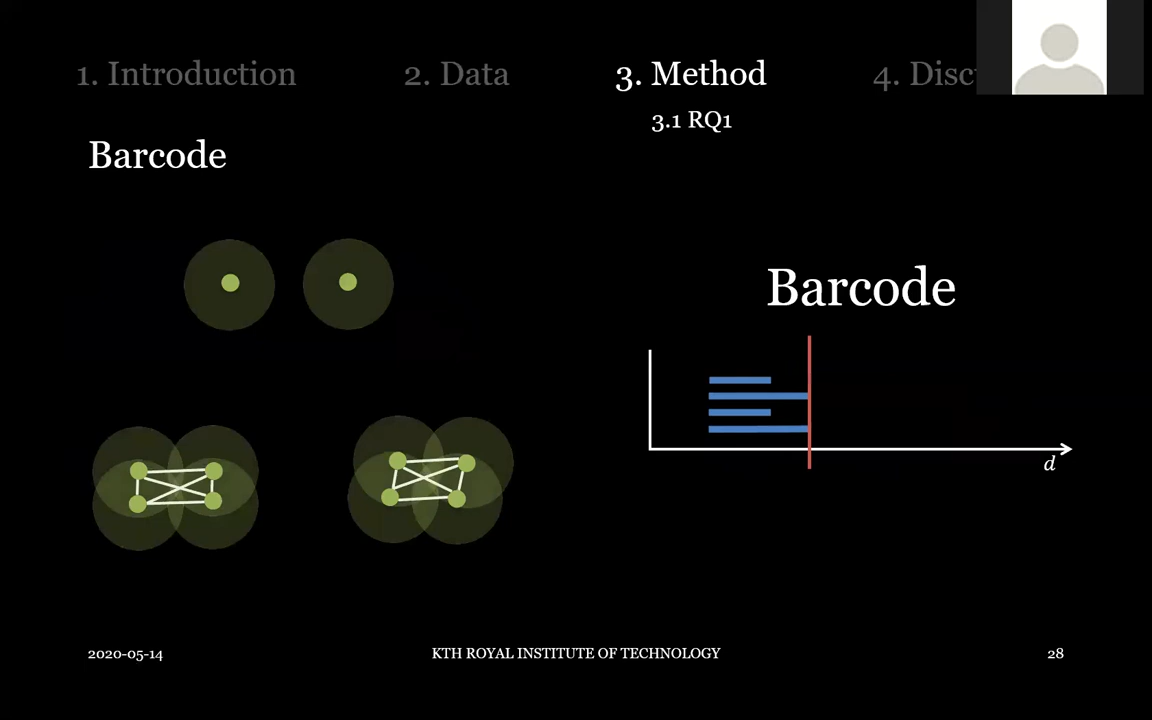 1. Introduction
2. Data
3. Method
4.
3.1 RQ1
Barcode
Barcode
d
2020-05-14
KTH ROYAL INSTITUTE OF TECHNOLOGY
28